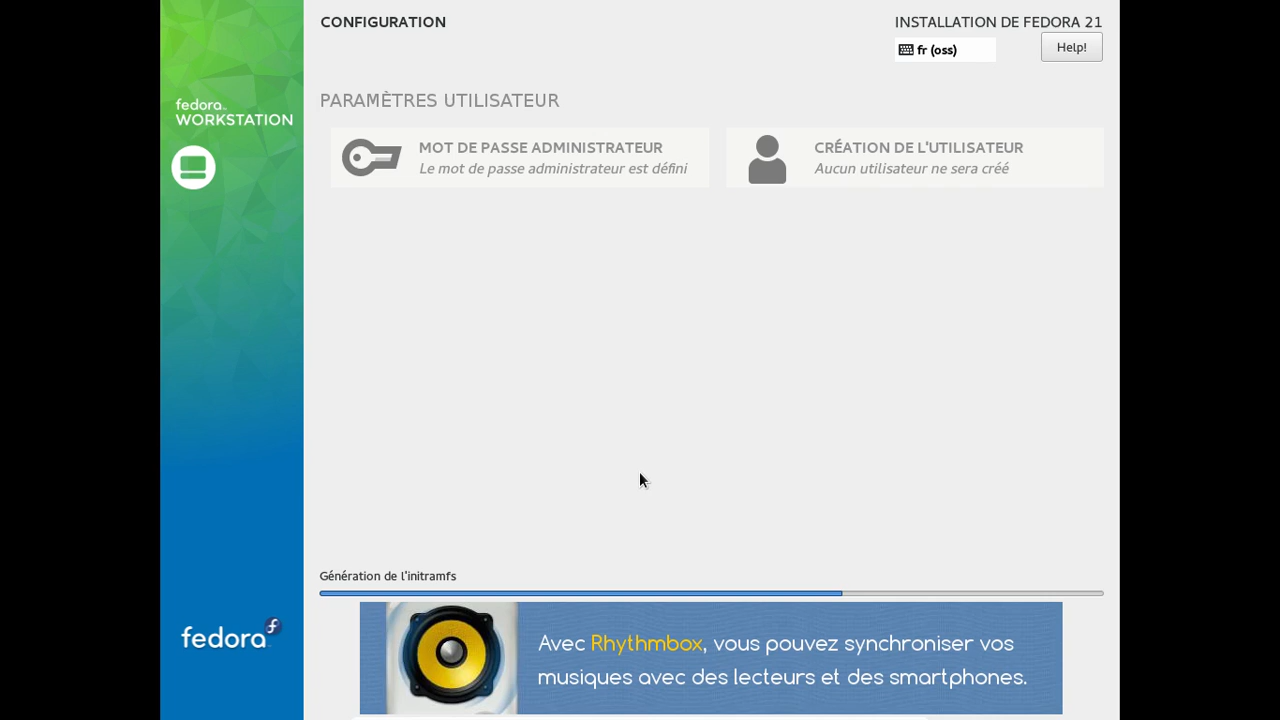 CONFIGURATION
INSTALLATION DE FEDORA 21
fr (oss)
Help!
fedora
WORKSTATION
PARAMÈTRES UTILISATEUR
MOT DE PASSE ADMINISTRATEUR
Le mot de passe administrateur est défini
CRÉATION DE L'UTILISATEUR
Aucun utilisateur ne sera créé
Génération de l'initramfs
fedora
Avec Rhythmbox, vous pouvez synchroniser vos
musiques avec des lecteurs et des smartphones.